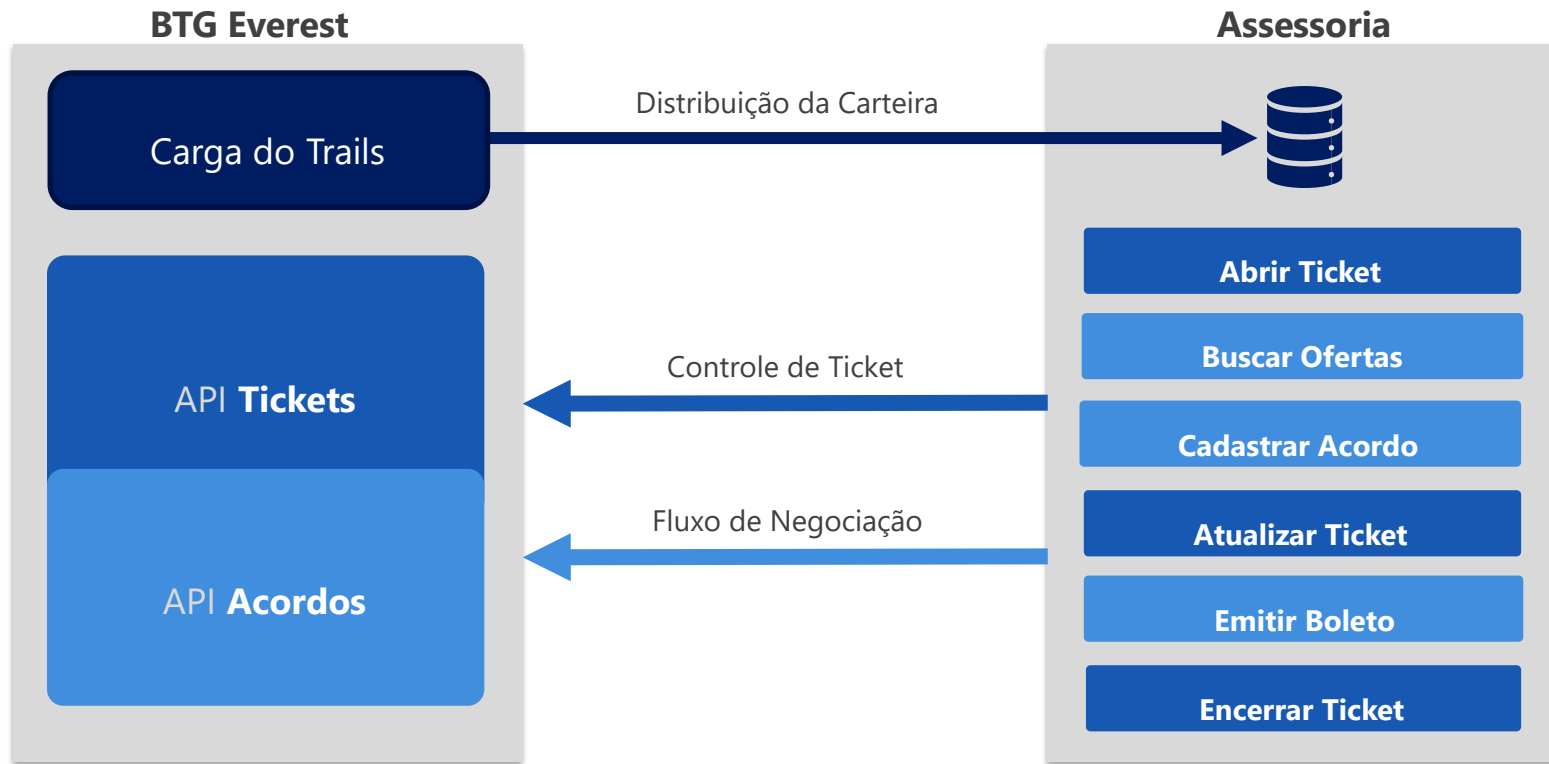 BTG Everest
Assessoria
Carga do Trails
Distribuição da Carteira
Abrir Ticket
Buscar Ofertas
Controle de Ticket
API Tickets
Cadastrar Acordo
Fluxo de Negociação
Atualizar Ticket
API Acordos
Emitir Boleto
Encerrar Ticket